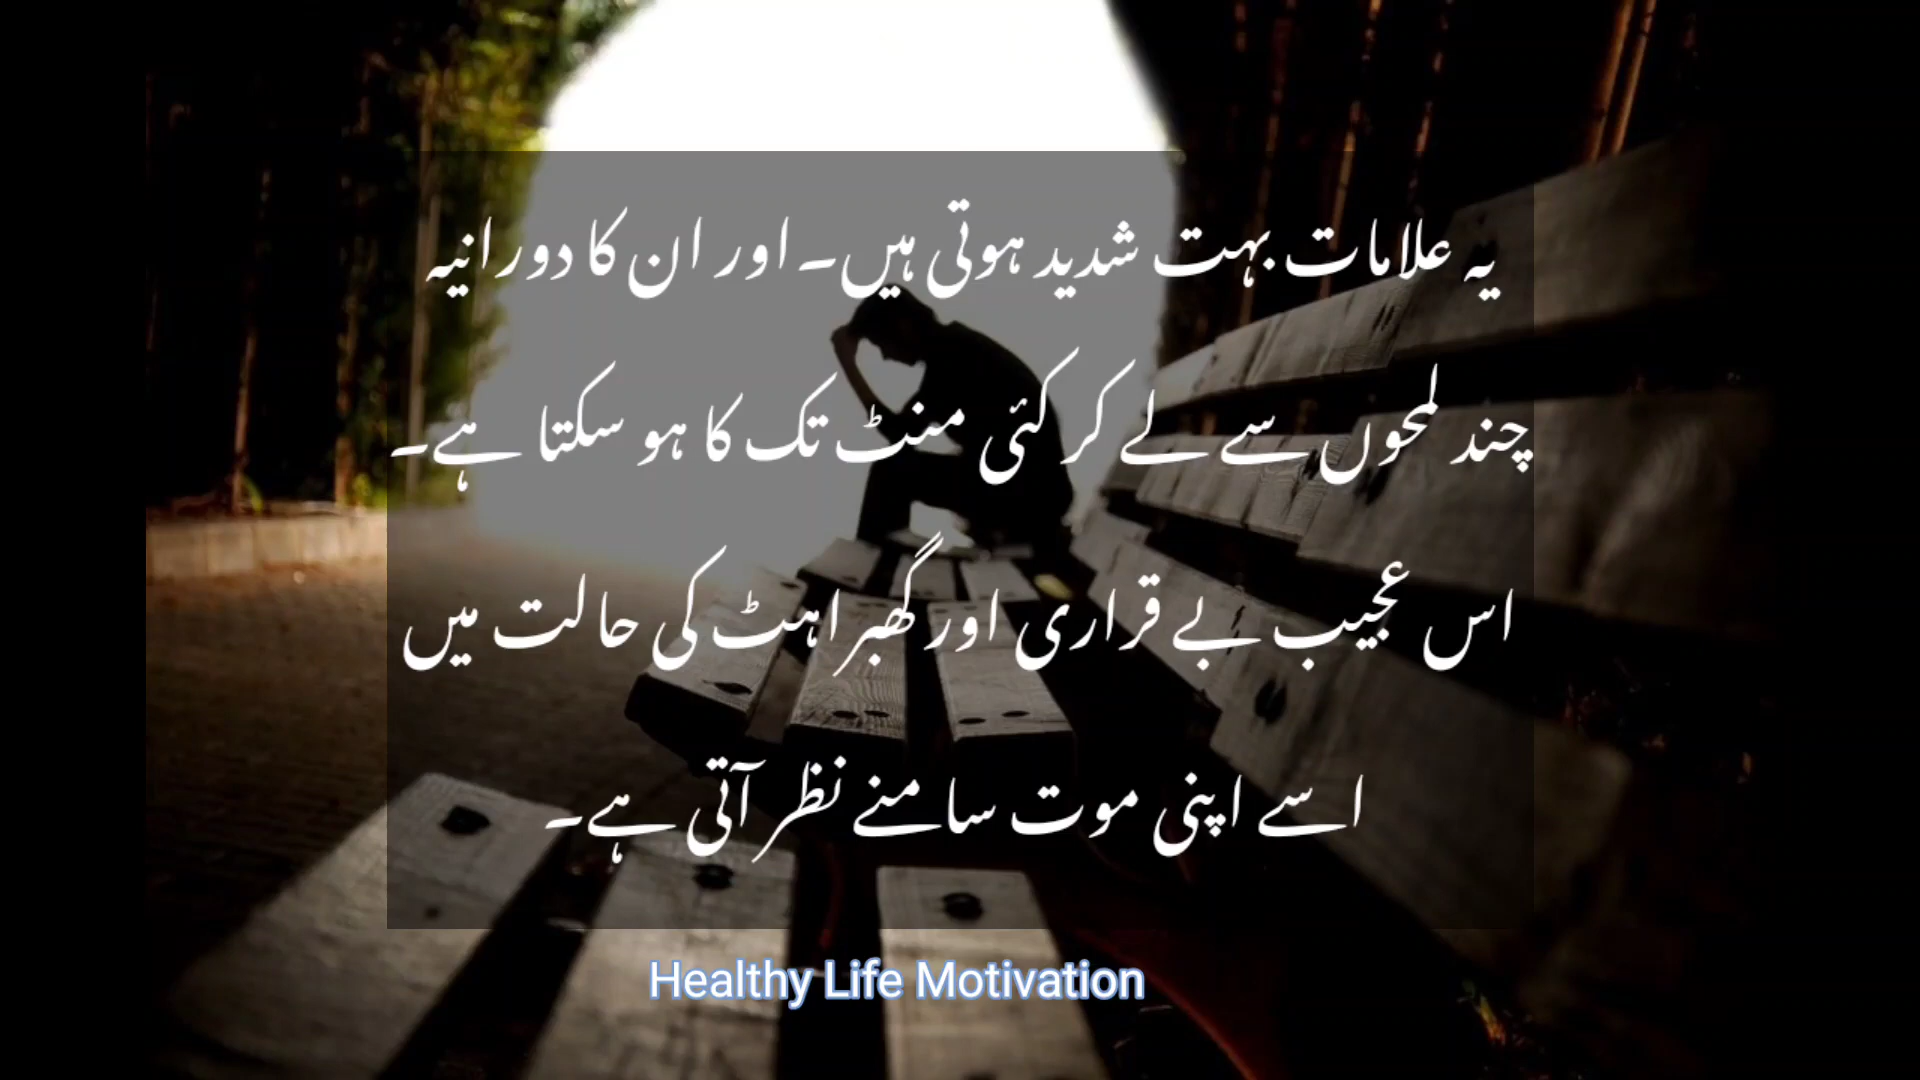 یہ علامات بہت شدید ہوتی ہیں۔ اور ان کا دورانیہ
چند لمحوں سے لے کر کئی منٹ تک کا ہو سکتا ہے۔
اس عجیب بے قراری اور گھبراہٹ کی حالت میں
اسے اپنی موت سامنے نظر آتی ہے۔
Healthy Life Motivation